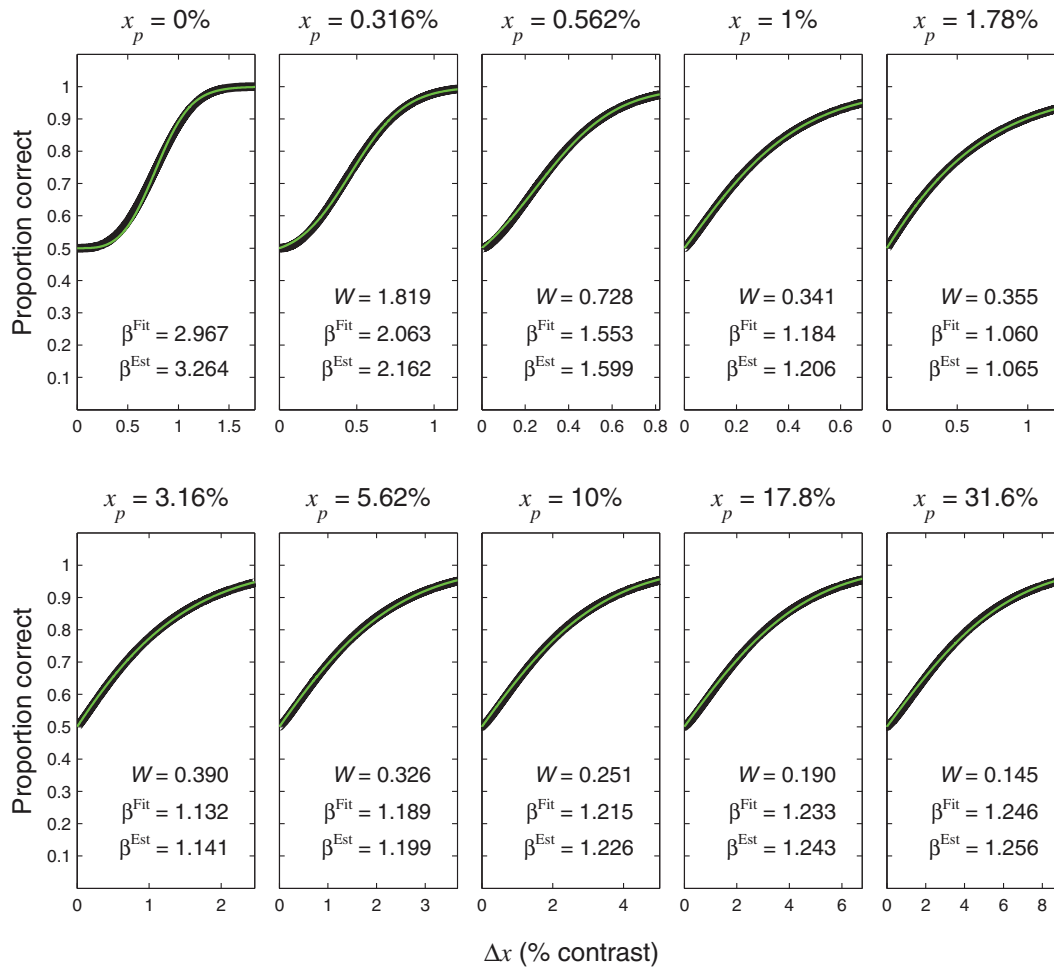 x_p = 0% x_p = 0.316% x_p = 0.562% x_p = 1% x_p = 1.78%
Proportion correct
1
0.9
0.8
0.7
0.6
0.5
0.4
0.3
0.2
0.1
W = 1.819 W = 0.728 W = 0.341 W = 0.355
β^Fit = 2.967 β^Fit = 2.063 β^Fit = 1.553 β^Fit = 1.184 β^Fit = 1.060
β^Est = 3.264 β^Est = 2.162 β^Est = 1.599 β^Est = 1.206 β^Est = 1.065
0 0.5 1 1.5 0 0.5 1 0 0.2 0.4 0.6 0.8 0 0.2 0.4 0.6 0 0.5 1
x_p = 3.16% x_p = 5.62% x_p = 10% x_p = 17.8% x_p = 31.6%
Proportion correct
1
0.9
0.8
0.7
0.6
0.5
0.4
0.3
0.2
0.1
W = 0.390 W = 0.326 W = 0.251 W = 0.190 W = 0.145
β^Fit = 1.132 β^Fit = 1.189 β^Fit = 1.215 β^Fit = 1.233 β^Fit = 1.246
β^Est = 1.141 β^Est = 1.199 β^Est = 1.226 β^Est = 1.243 β^Est = 1.256
0 1 2 0 1 2 3 0 2 4 0 2 4 6 0 2 4 6 8
Δx (% contrast)